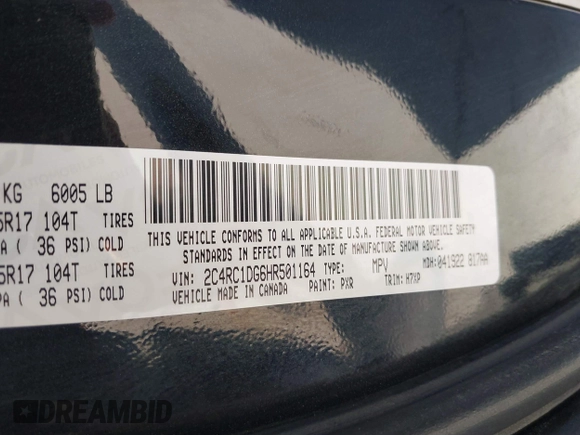 KG 6005 LB
5R17 104T TIRES
A ( 36 PSI) COLD
5R17 104T TIRES
PA ( 36 PSI) COLD
THIS VEHICLE CONFORMS TO ALL APPLICABLE U.S.A. FEDERAL MOTOR VEHICLE SAFETY
STANDARDS IN EFFECT ON THE DATE OF MANUFACTURE SHOWN ABOVE.
VIN: 2C4RC1DG6HR501164 TYPE: MPV MDH: 041922 817AA
VEHICLE MADE IN CANADA PAINT: PXR TRIM: H7XP
DREAMBID